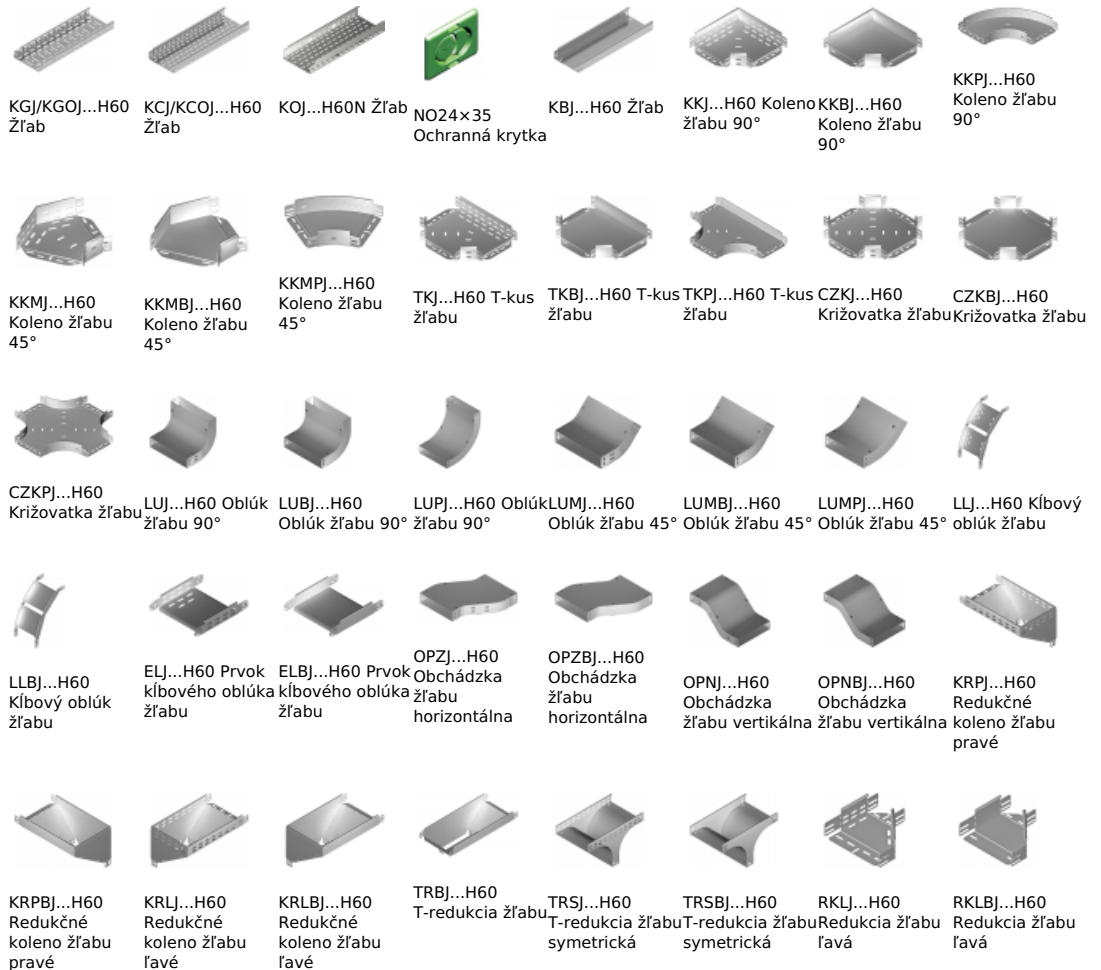 KGJ/KGOJ...H60
Žľab
KCJ/KCOJ...H60
Žľab
KOJ...H60N Žľab
NO24×35
Ochranná krytka
KBJ...H60 Žľab
KKJ...H60 Koleno
žľabu 90°
KKBJ...H60
Koleno žľabu
90°
KKPJ...H60
Koleno žľabu
90°
KKMJ...H60
Koleno žľabu
45°
KKMBJ...H60
Koleno žľabu
45°
KKMPJ...H60
Koleno žľabu
45°
TKJ...H60 T-kus
žľabu
TKBJ...H60 T-kus
žľabu
TKPJ...H60 T-kus
žľabu
CZKJ...H60
Križovatka žľabu
CZKBJ...H60
Križovatka žľabu
CZKPJ...H60
Križovatka žľabu
LUJ...H60 Oblúk
žľabu 90°
LUBJ...H60
Oblúk žľabu 90°
LUPJ...H60 Oblúk
žľabu 90°
LUMJ...H60
Oblúk žľabu 45°
LUMBJ...H60
Oblúk žľabu 45°
LUMPJ...H60
Oblúk žľabu 45°
LLJ...H60 Kĺbový
oblúk žľabu
LLBJ...H60
Kĺbový oblúk
žľabu
ELJ...H60 Prvok
kĺbového oblúka
žľabu
ELBJ...H60 Prvok
kĺbového oblúka
žľabu
OPZJ...H60
Obchádzka
žľabu
horizontálna
OPZBJ...H60
Obchádzka
žľabu
horizontálna
OPNJ...H60
Obchádzka
žľabu vertikálna
OPNBJ...H60
Obchádzka
žľabu vertikálna
KRPJ...H60
Redukčné
koleno žľabu
pravé
KRPBJ...H60
Redukčné
koleno žľabu
pravé
KRLJ...H60
Redukčné
koleno žľabu
ľavé
KRLBJ...H60
Redukčné
koleno žľabu
ľavé
TRBJ...H60
T-redukcia žľabu
TRSJ...H60
T-redukcia žľabu
symetrická
TRSBJ...H60
T-redukcia žľabu
symetrická
RKLJ...H60
Redukcia žľabu
ľavá
RKLBJ...H60
Redukcia žľabu
ľavá